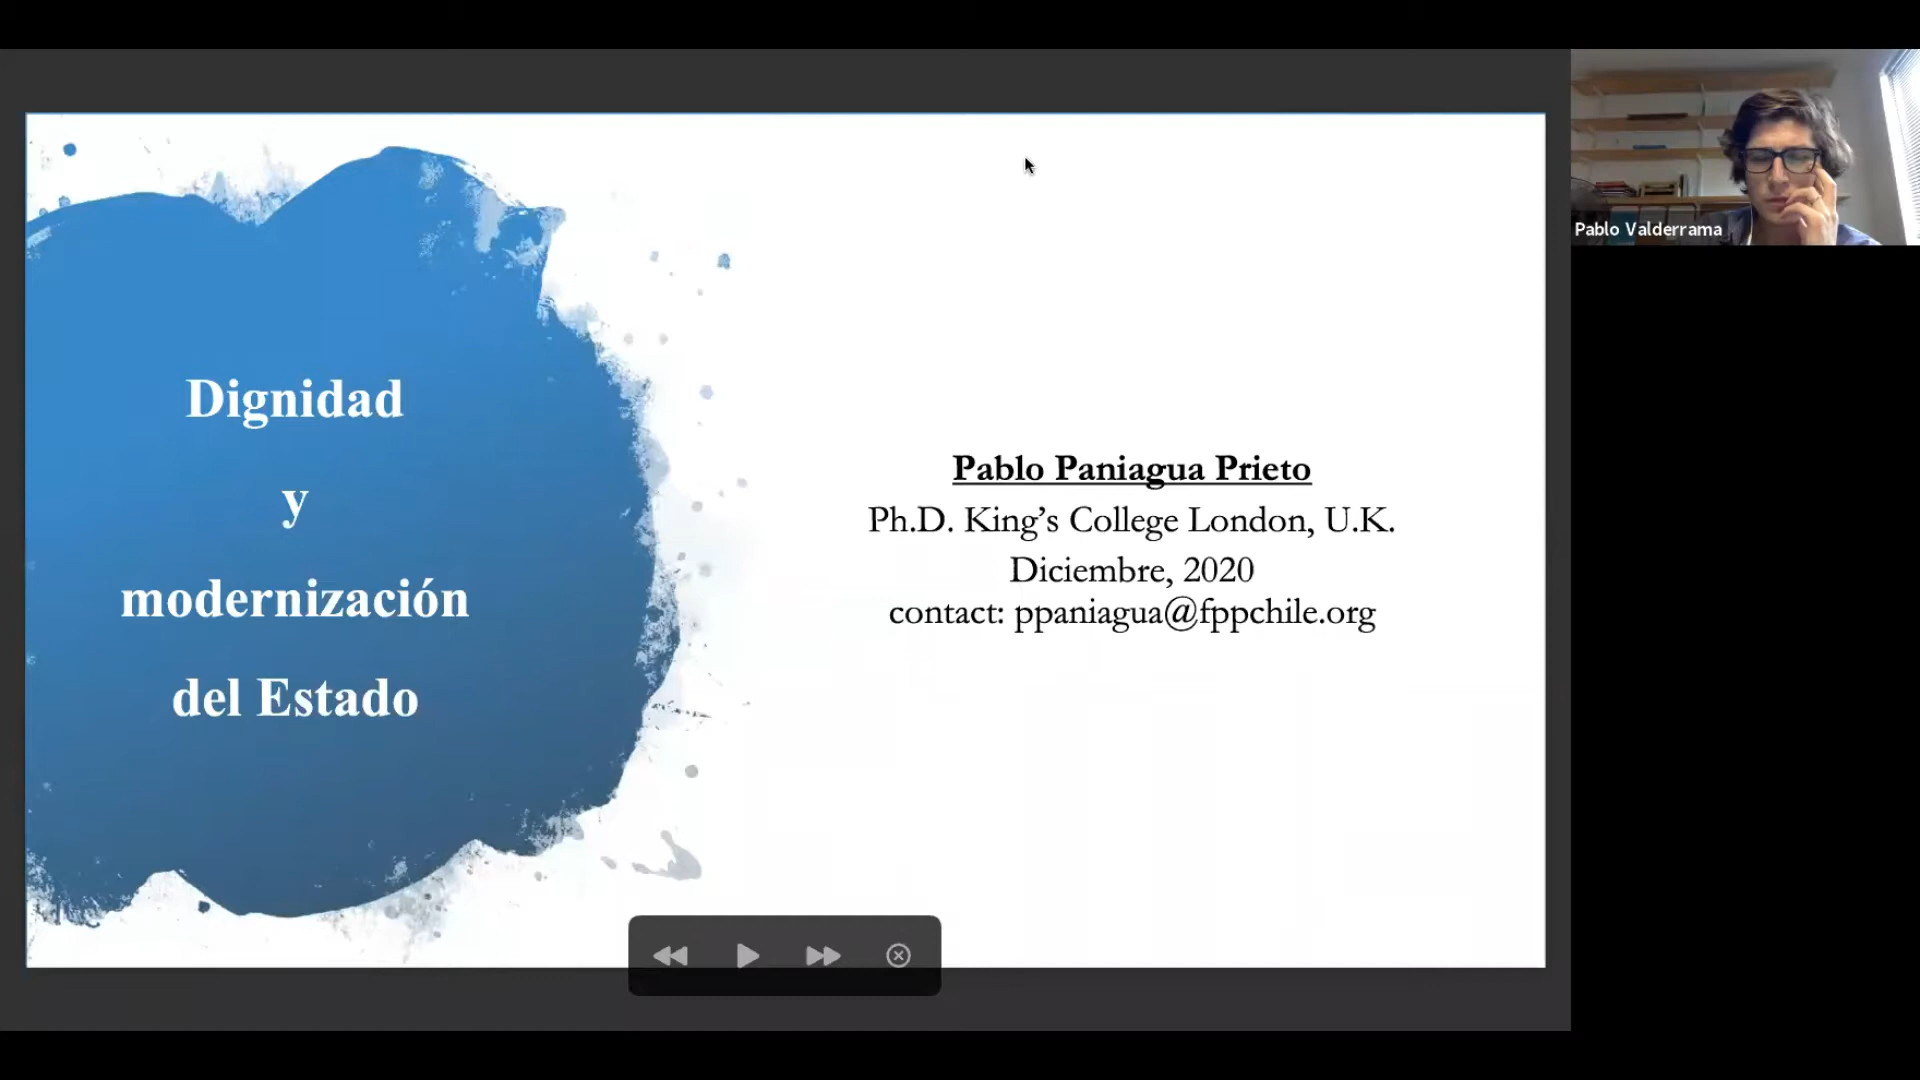 Dignidad
y
modernización
del Estado
Pablo Paniagua Prieto
Ph.D. King’s College London, U.K.
Diciembre, 2020
contact: ppaniagua@fppchile.org
Pablo Valderrama